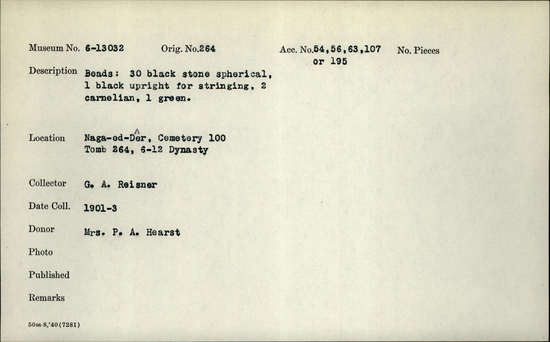 Museum No. 6-13032 Orig. No. 264 Acc. No. 54,56,63,107 No. Pieces
or 195
Description Beads: 30 black stone spherical,
1 black upright for stringing, 2
carnelian, 1 green.
Location Naga-ed-Dêr, Cemetery 100
Tomb 264, 6-12 Dynasty
Collector G. A. Reisner
Date Coll. 1901-3
Donor Mrs. P. A. Hearst
Photo
Published
Remarks
50m-8,'40(7281)